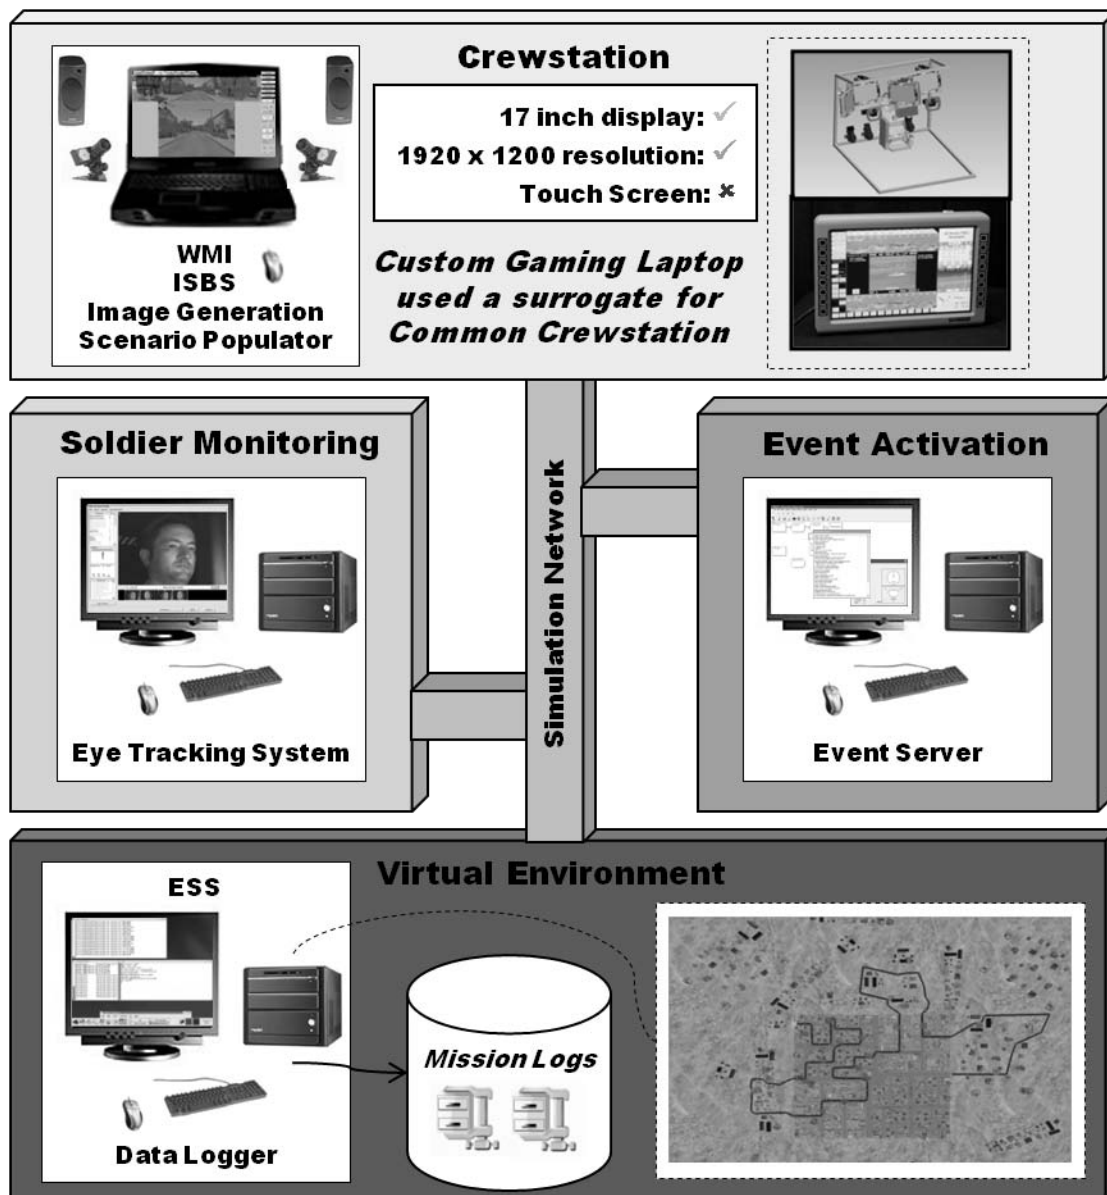 Crewstation
17 inch display: ✓
1920 x 1200 resolution: ✓
Touch Screen: ✗
WMI
ISBS
Image Generation
Scenario Populator
Custom Gaming Laptop
used a surrogate for
Common Crewstation
Soldier Monitoring
Eye Tracking System
Simulation Network
Event Activation
Event Server
Virtual Environment
ESS
Data Logger
Mission Logs